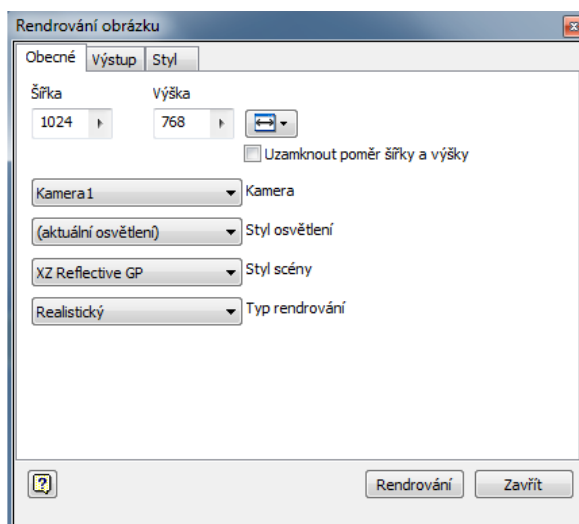 Rendrování obrázku
Obecné Výstup Styl
Šířka Výška
1024 768
Uzamknout poměr šířky a výšky
Kamera1 Kamera
(aktuální osvětlení) Styl osvětlení
XZ Reflective GP Styl scény
Realistický Typ rendrování
Rendrování Zavřít